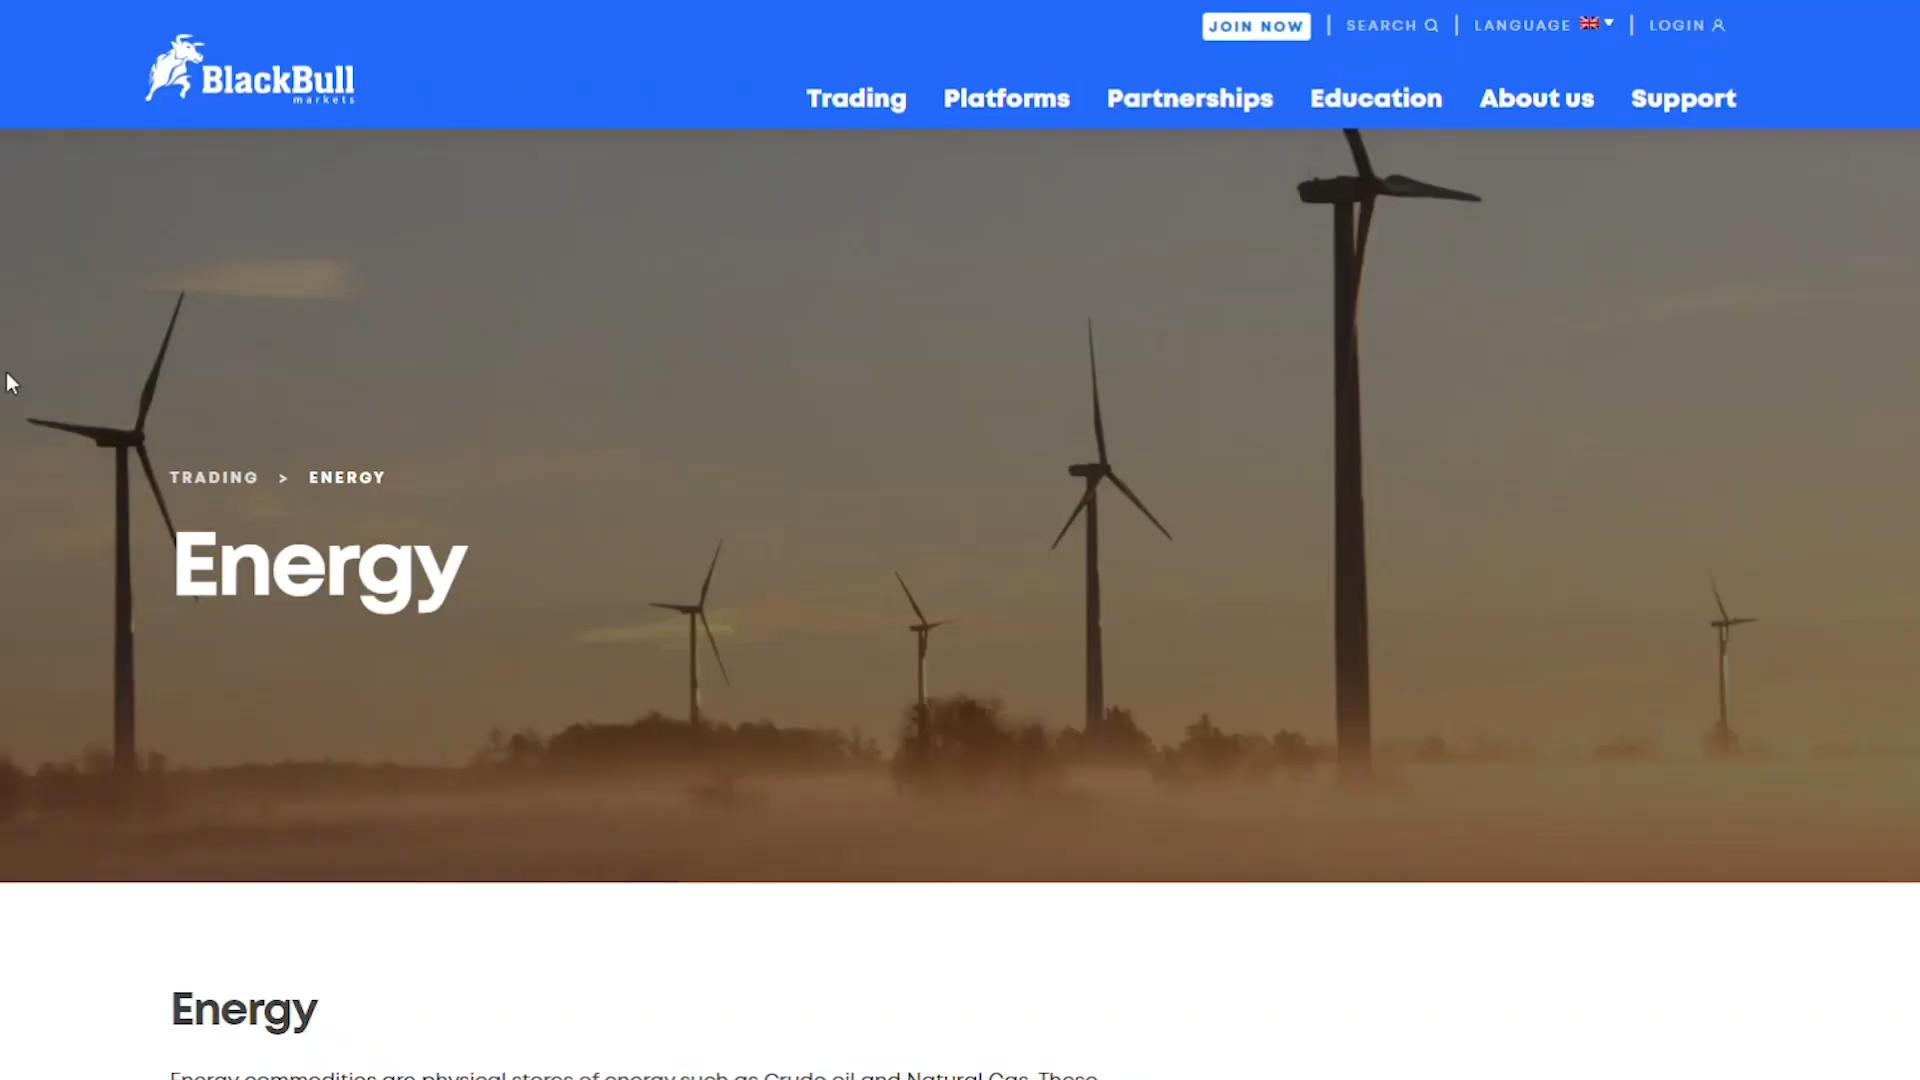 JOIN NOW | SEARCH | LANGUAGE | LOGIN
BlackBull
markets
Trading Platforms Partnerships Education About us Support
TRADING > ENERGY
Energy
Energy
Energy commodities are physical stores of energy such as Crude oil and Natural Gas. These